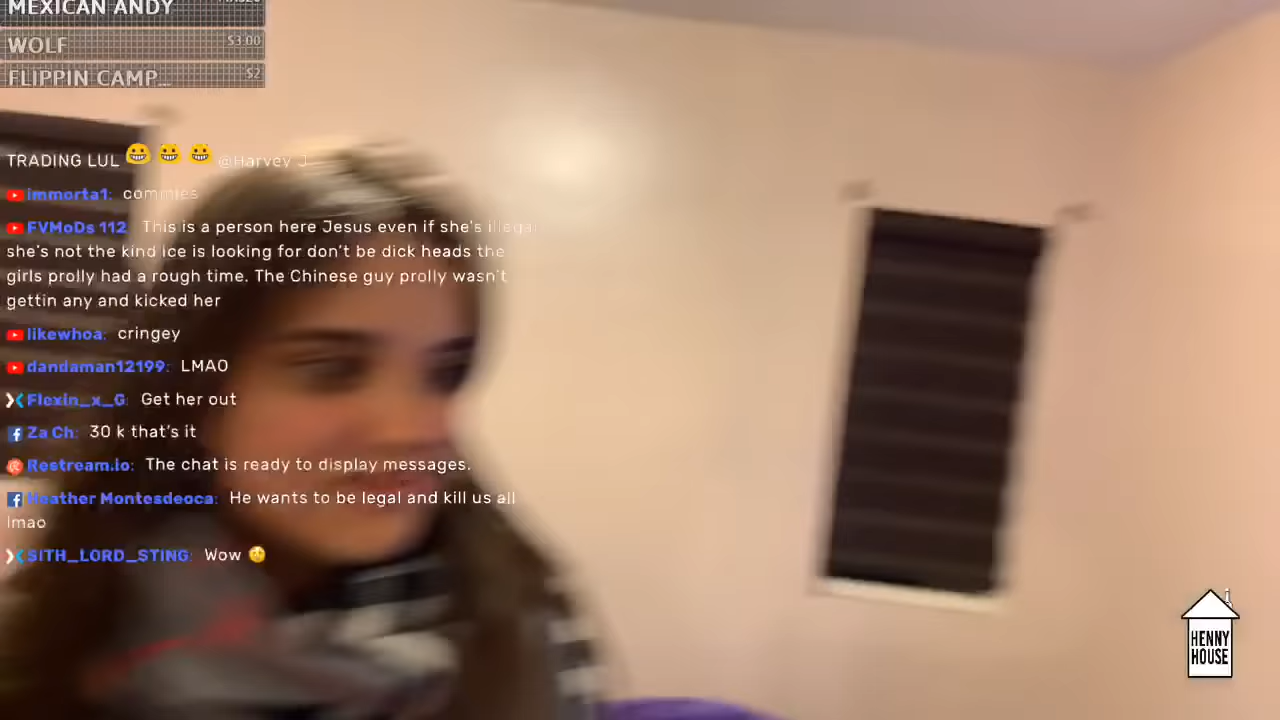 MEXICAN ANDY
WOLF $3.00
FLIPPIN CAMP... $2
TRADING LUL 😀 😀 😀 @Harvey J
immorta1: commies
FVMoDs 112 This is a person here Jesus even if she's illegal
she's not the kind ice is looking for don't be dick heads the
girls prolly had a rough time. The Chinese guy prolly wasn't
gettin any and kicked her
likewhoa: cringey
dandaman12199: LMAO
Flexin_x_G: Get her out
Za Ch: 30 k that's it
Restream.io: The chat is ready to display messages.
Heather Montesdeoca: He wants to be legal and kill us all
lmao
SITH_LORD_STING: Wow 🧐
HENNY
HOUSE